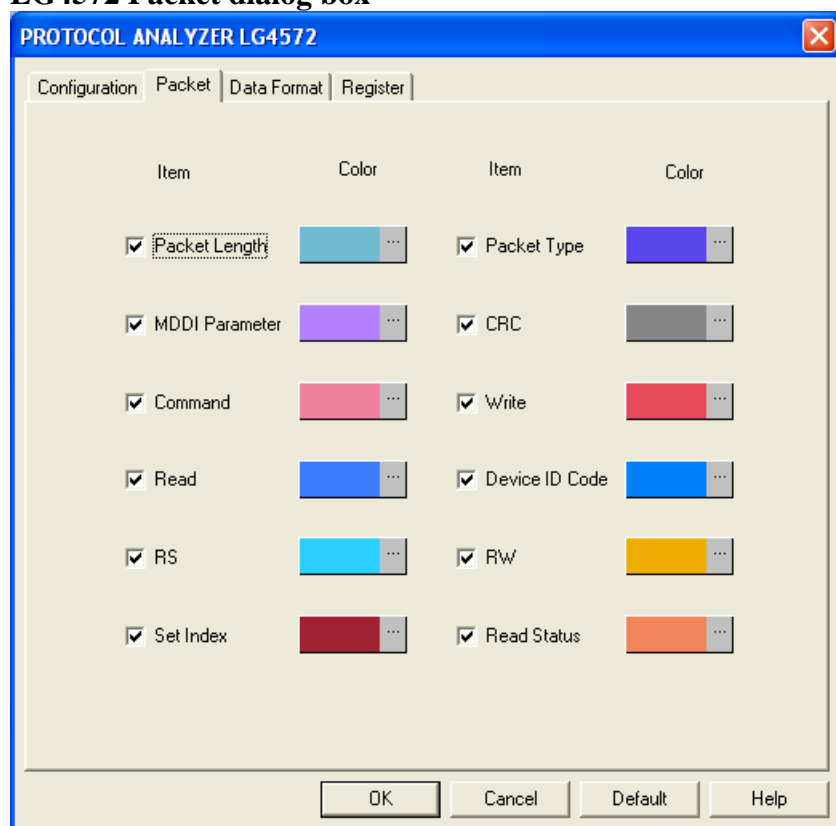 LG4572 Packet dialog box
PROTOCOL ANALYZER LG4572
Configuration Packet Data Format Register
Item Color Item Color
Packet Length ... Packet Type ...
MDDI Parameter ... CRC ...
Command ... Write ...
Read ... Device ID Code ...
RS ... RW ...
Set Index ... Read Status ...
OK Cancel Default Help